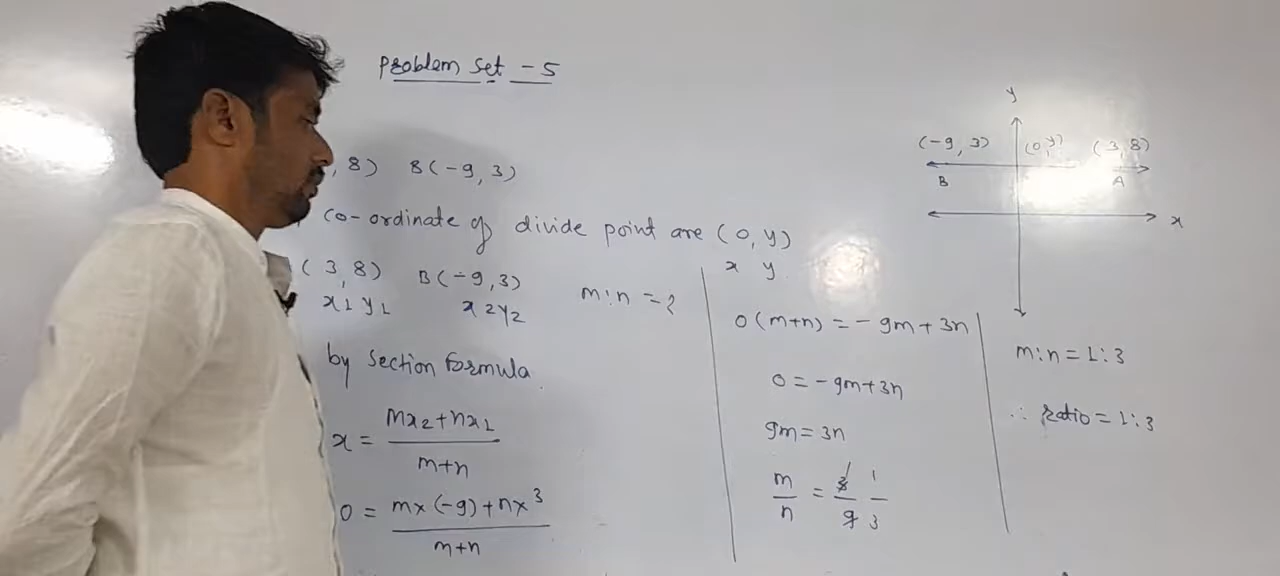 Problem Set - 5
, 8) B(-9, 3)
co-ordinate of divide point are (0, y)
x y
(3, 8) B(-9, 3)
x1 y1 x2 y2
m:n = ?
by Section Formula.
x = mx2 + nx1 / m+n
0 = m×(-9) + n×3 / m+n
0(m+n) = -9m + 3n
0 = -9m + 3n
9m = 3n
m/n = 3/9 1/3
m:n = 1:3
∴ ratio = 1:3
y
(-9, 3) (0, y) (3, 8)
B A
x